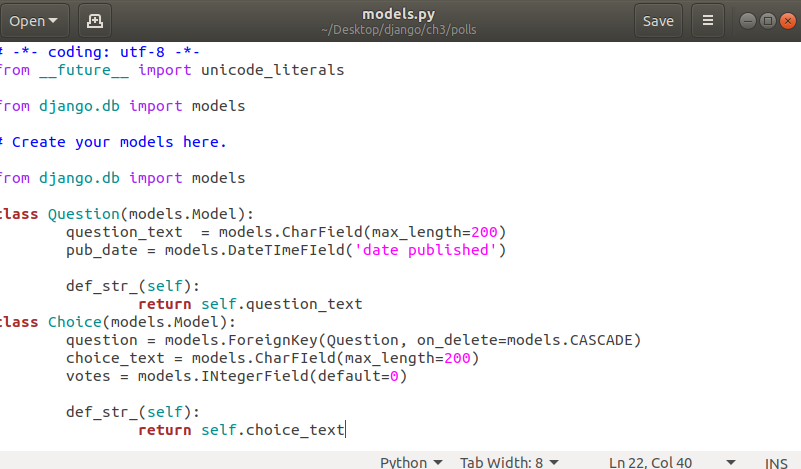 Open
models.py
~/Desktop/django/ch3/polls
Save
# -*- coding: utf-8 -*-
from __future__ import unicode_literals
from django.db import models
# Create your models here.
from django.db import models
class Question(models.Model):
question_text  = models.CharField(max_length=200)
pub_date = models.DateTImeFIeld('date published')
def_str_(self):
return self.question_text
class Choice(models.Model):
question = models.ForeignKey(Question, on_delete=models.CASCADE)
choice_text = models.CharFIeld(max_length=200)
votes = models.INtegerField(default=0)
def_str_(self):
return self.choice_text
Python Tab Width: 8 Ln 22, Col 40 INS